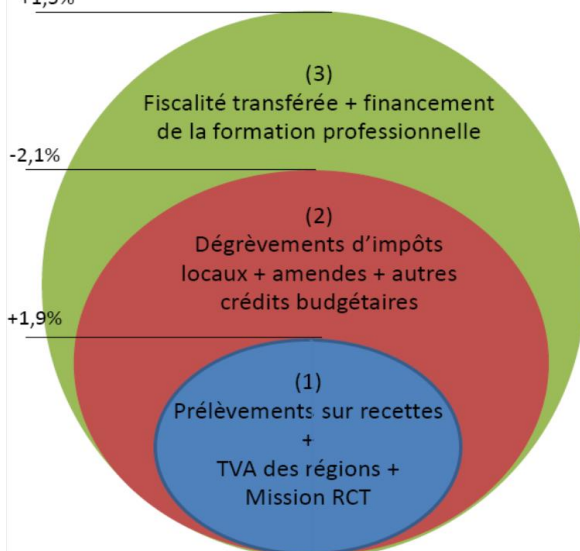 (3)
Fiscalité transférée + financement
de la formation professionnelle
-2,1%
(2)
Dégrèvements d’impôts
locaux + amendes + autres
crédits budgétaires
+1,9%
(1)
Prélèvements sur recettes
+
TVA des régions +
Mission RCT